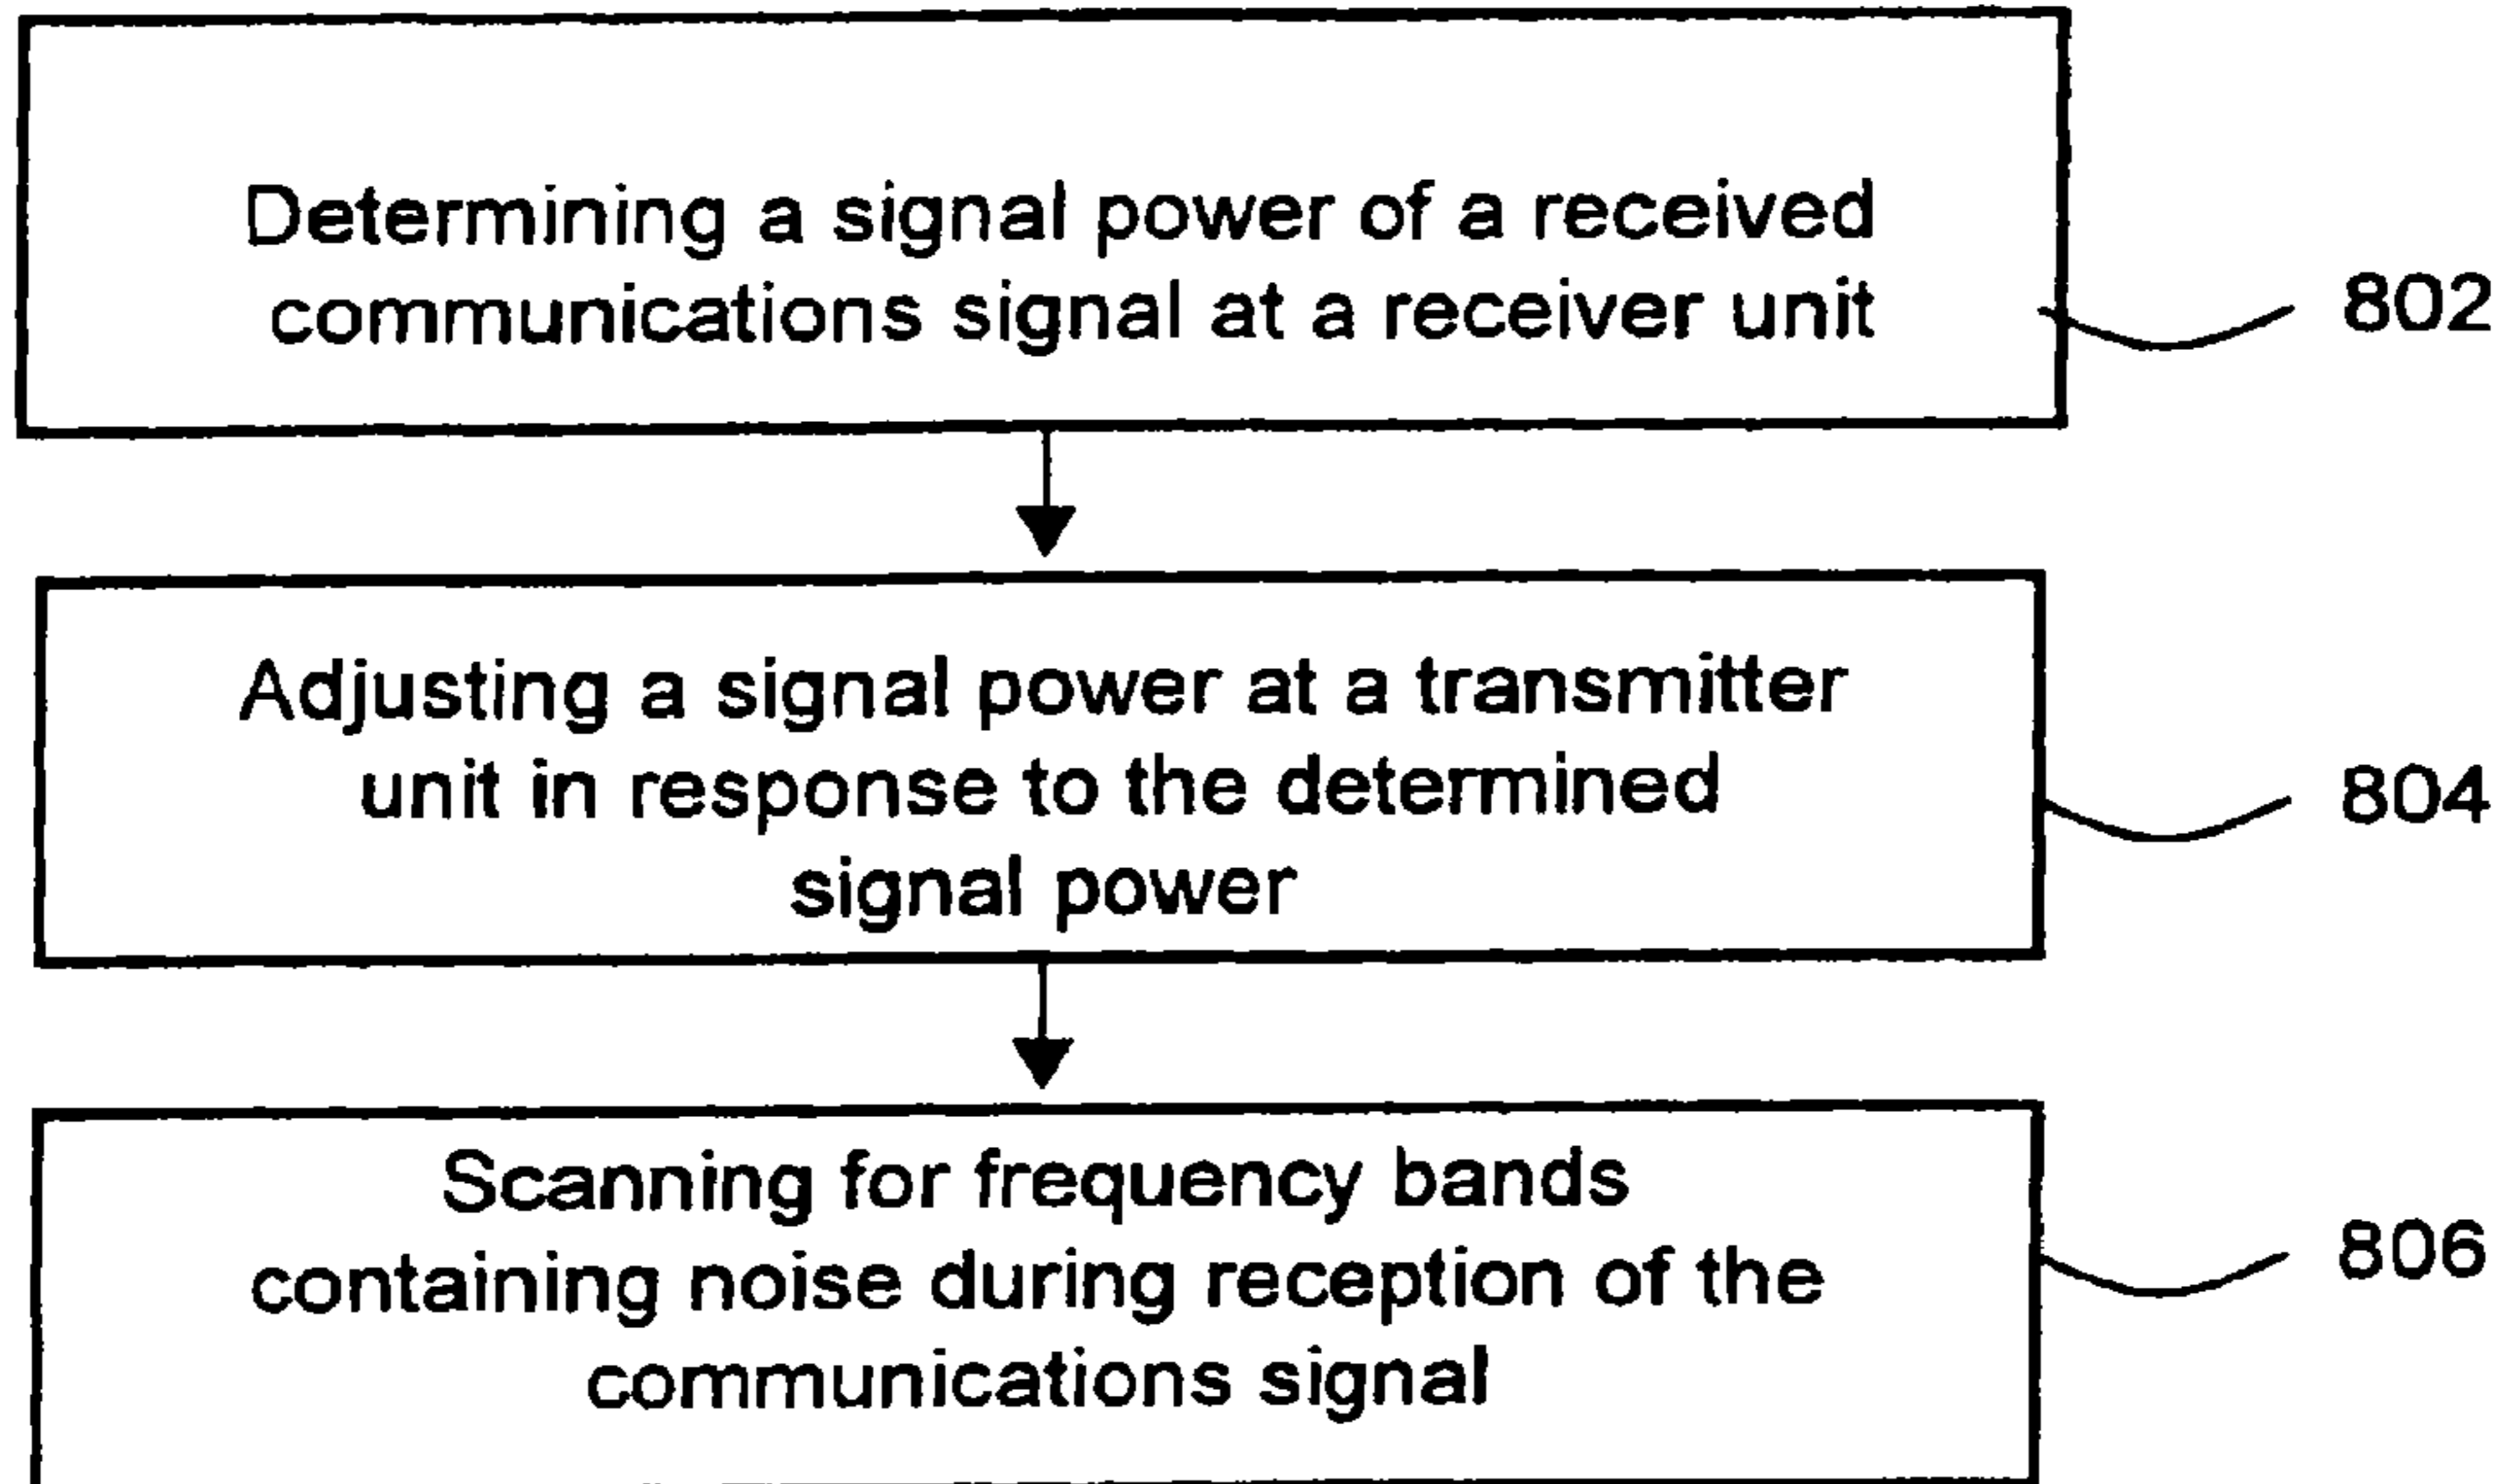 Determining a signal power of a received
communications signal at a receiver unit
802
Adjusting a signal power at a transmitter
unit in response to the determined
signal power
804
Scanning for frequency bands
containing noise during reception of the
communications signal
806